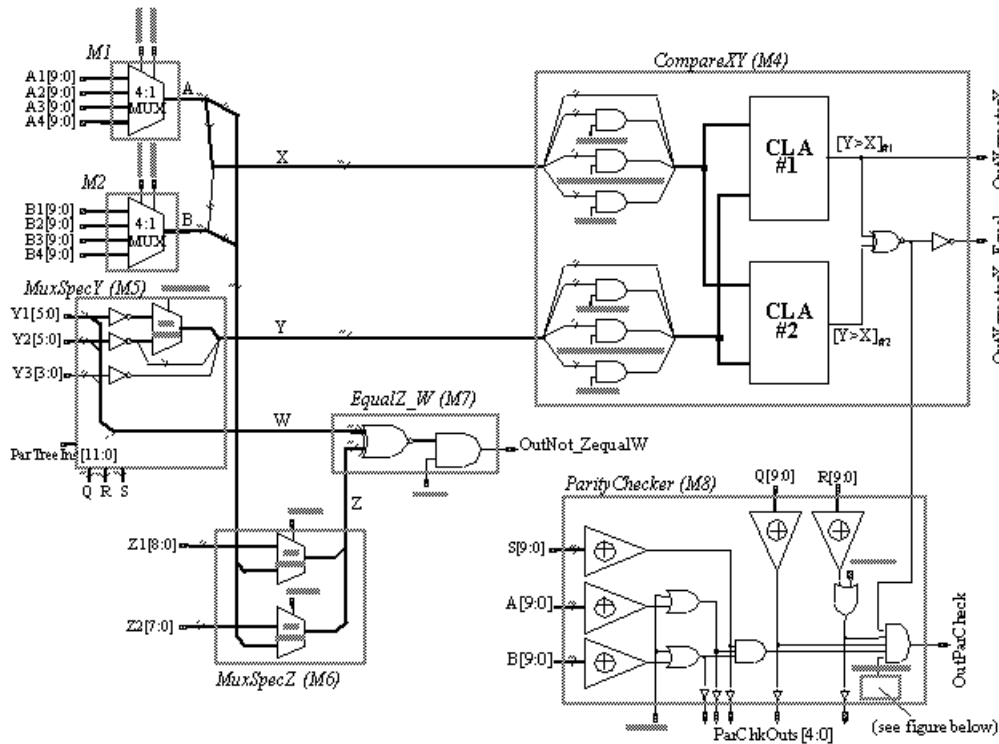 M1
A1[9:0]
A2[9:0]
A3[9:0]
A4[9:0]
4:1
MUX
A
M2
B1[9:0]
B2[9:0]
B3[9:0]
B4[9:0]
4:1
MUX
B
X
CompareXY (M4)
CLA
#1
[Y>X]#1
CLA
#2
[Y>X]#2
MuxSpecY (M5)
Y1[5:0]
Y2[5:0]
Y3[3:0]
Y
ParTreeIns[11:0]
Q R S
W
EqualZ_W (M7)
OutNot_ZequalW
Z
Z1[8:0]
Z2[7:0]
MuxSpecZ (M6)
ParityChecker (M8)
Q[9:0]
R[9:0]
S[9:0]
A[9:0]
B[9:0]
OutParCheck
ParChkOuts[4:0]
(see figure below)